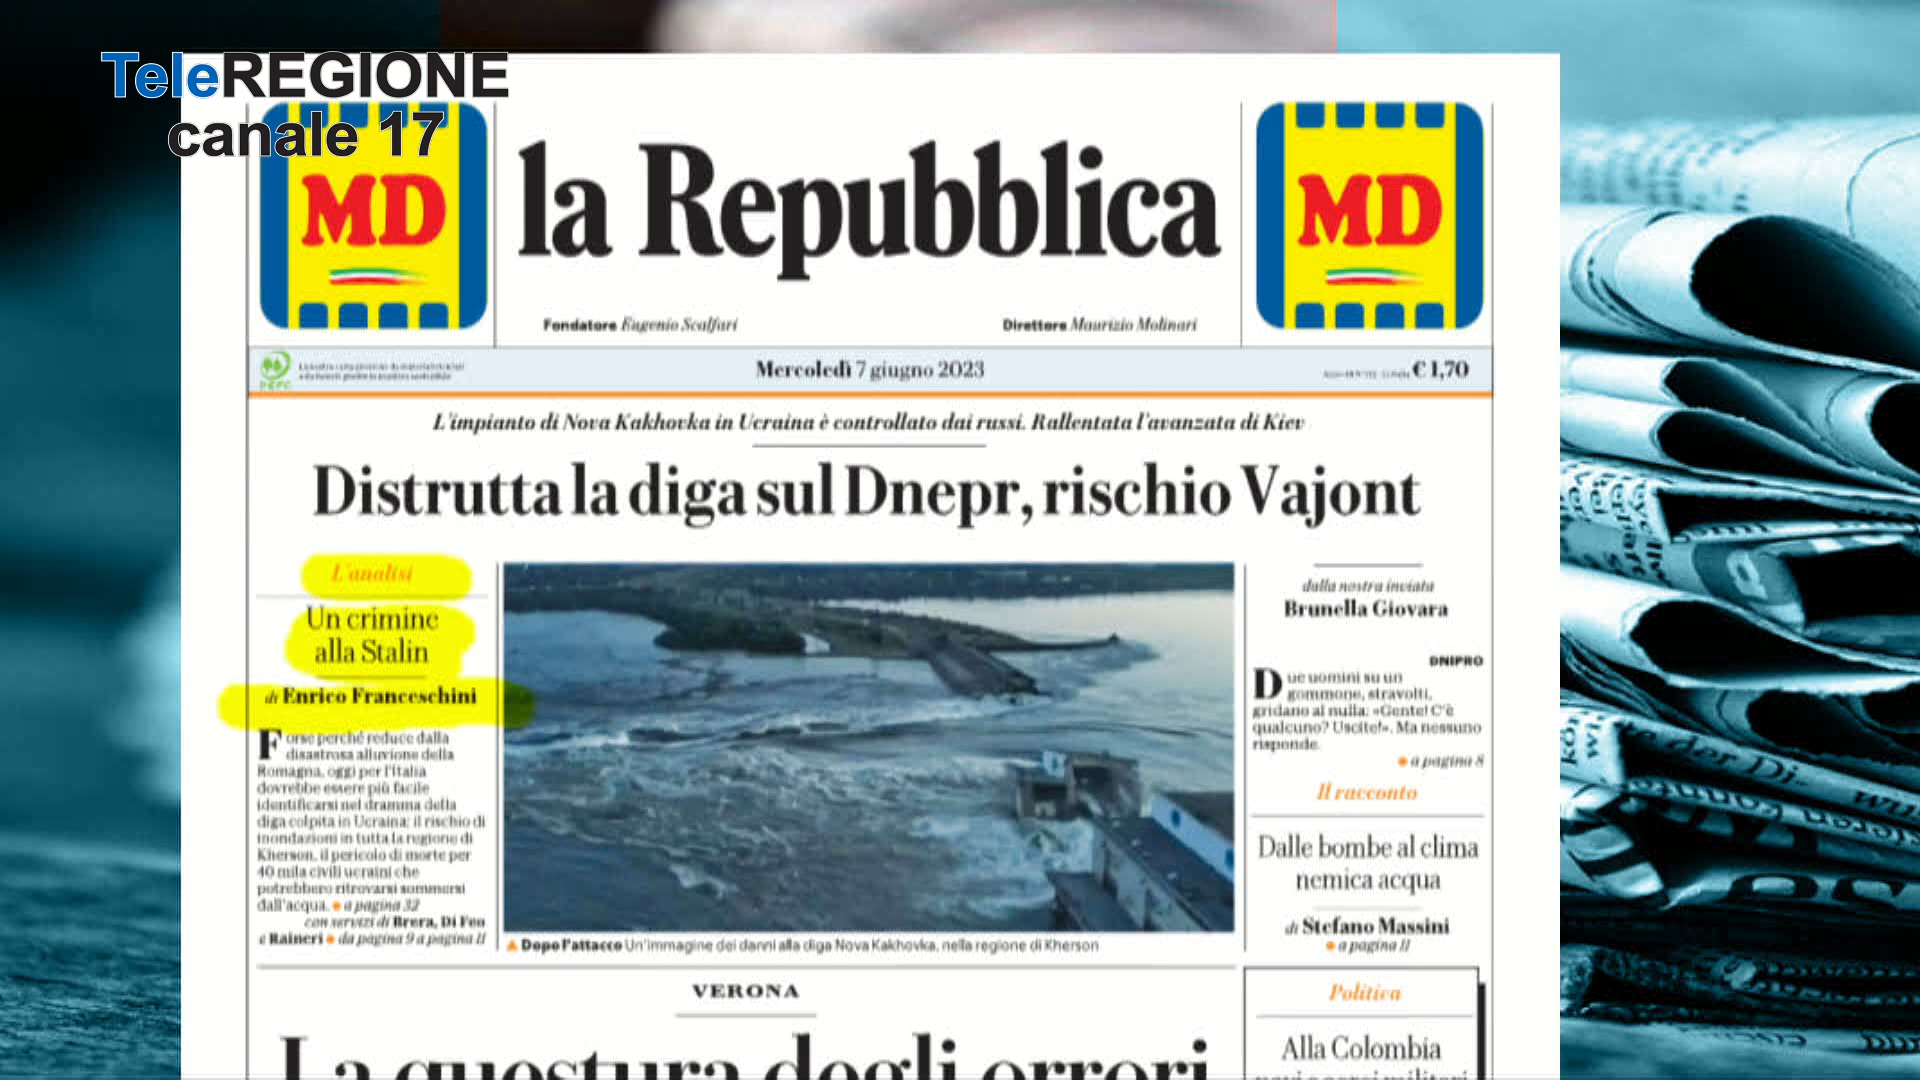 TeleREGIONE
canale 17
MD
la Repubblica
MD
Fondatore Eugenio Scalfari
Direttore Maurizio Molinari
Mercoledì 7 giugno 2023
€ 1,70
L'impianto di Nova Kakhovka in Ucraina è controllato dai russi. Rallentata l'avanzata di Kiev
Distrutta la diga sul Dnepr, rischio Vajont
L'analisi
Un crimine
alla Stalin
di Enrico Franceschini
Forse perché reduce dalla
disastrosa alluvione della
Romagna, oggi per l'Italia
dovrebbe essere più facile
identificarsi nel dramma della
diga colpita in Ucraina: il rischio di
inondazioni in tutta la regione di
Kherson, il pericolo di morte per
40 mila civili ucraini che
potrebbero ritrovarsi sommersi
dall'acqua. a pagina 32
con servizi di Brera, Di Feo
e Raineri da pagina 9 a pagina 11
Dopo l'attacco Un'immagine dei danni alla diga Nova Kakhovka, nella regione di Kherson
dalla nostra inviata
Brunella Giovara
DNIPRO
Due uomini su un
gommone, stravolti,
gridano al nulla: «Gente! C'è
qualcuno? Uscite!». Ma nessuno
risponde.
a pagina 8
Il racconto
Dalle bombe al clima
nemica acqua
di Stefano Massini
a pagina 11
VERONA
La questura degli orrori
Politica
Alla Colombia
navi e aerei militari